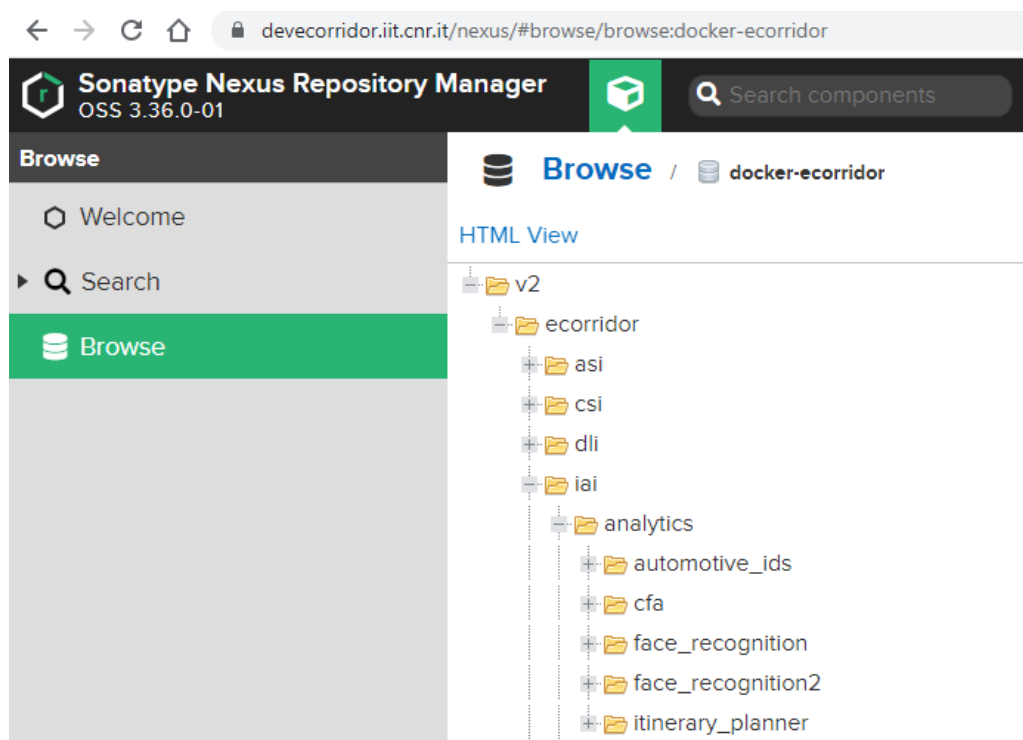 devecorridor.iit.cnr.it/nexus/#browse/browse:docker-ecorridor
Sonatype Nexus Repository Manager
OSS 3.36.0-01
Search components
Browse
Welcome
Search
Browse
Browse / docker-ecorridor
HTML View
v2
ecorridor
asi
csi
dli
iai
analytics
automotive_ids
cfa
face_recognition
face_recognition2
itinerary_planner